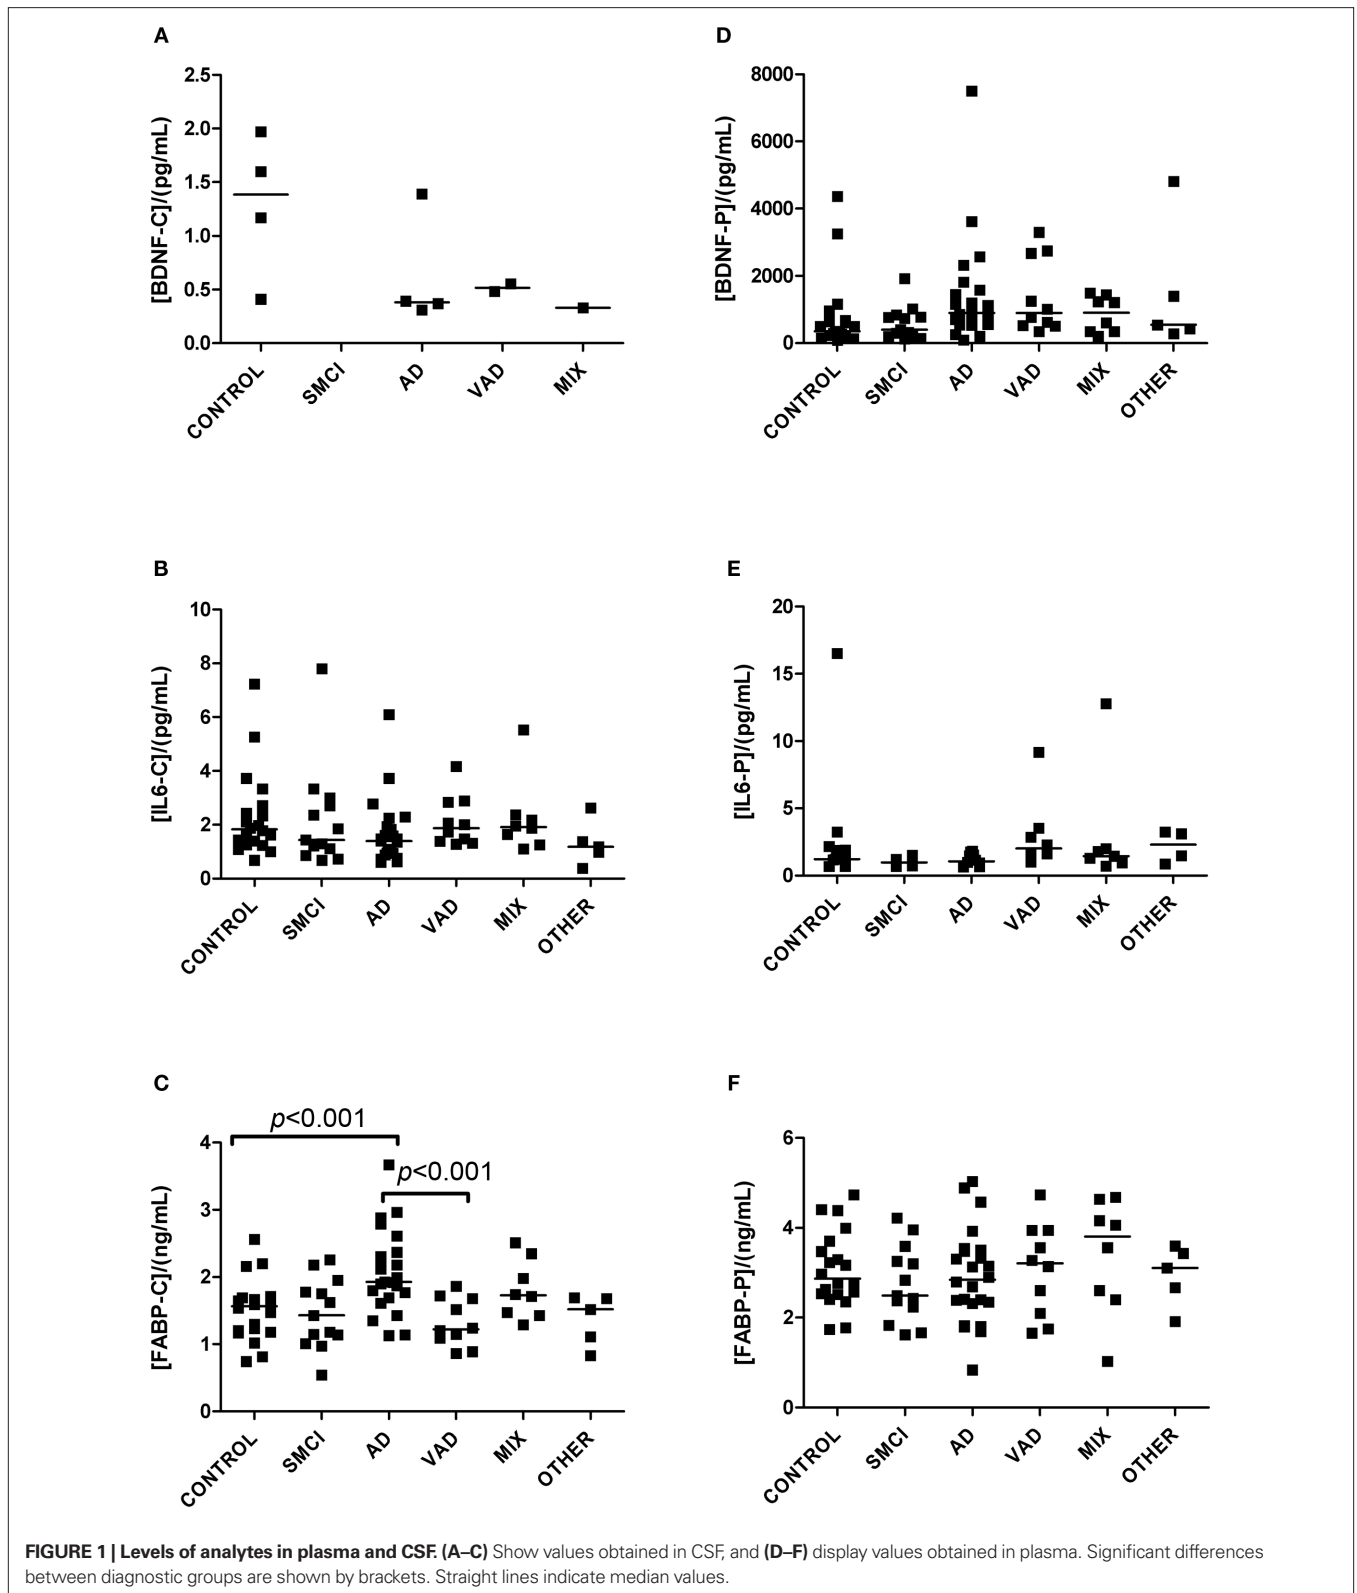 A
[BDNF-C]/(pg/mL)
2.5
2.0
1.5
1.0
0.5
0.0
CONTROL
SMCI
AD
VAD
MIX
D
[BDNF-P]/(pg/mL)
8000
6000
4000
2000
0
CONTROL
SMCI
AD
VAD
MIX
OTHER
B
[IL6-C]/(pg/mL)
10
8
6
4
2
0
CONTROL
SMCI
AD
VAD
MIX
OTHER
E
[IL6-P]/(pg/mL)
20
15
10
5
0
CONTROL
SMCI
AD
VAD
MIX
OTHER
C
[FABP-C]/(ng/mL)
p<0.001
p<0.001
4
3
2
1
0
CONTROL
SMCI
AD
VAD
MIX
OTHER
F
[FABP-P]/(ng/mL)
6
4
2
0
CONTROL
SMCI
AD
VAD
MIX
OTHER
FIGURE 1 | Levels of analytes in plasma and CSF. (A–C) Show values obtained in CSF, and (D–F) display values obtained in plasma. Significant differences
between diagnostic groups are shown by brackets. Straight lines indicate median values.